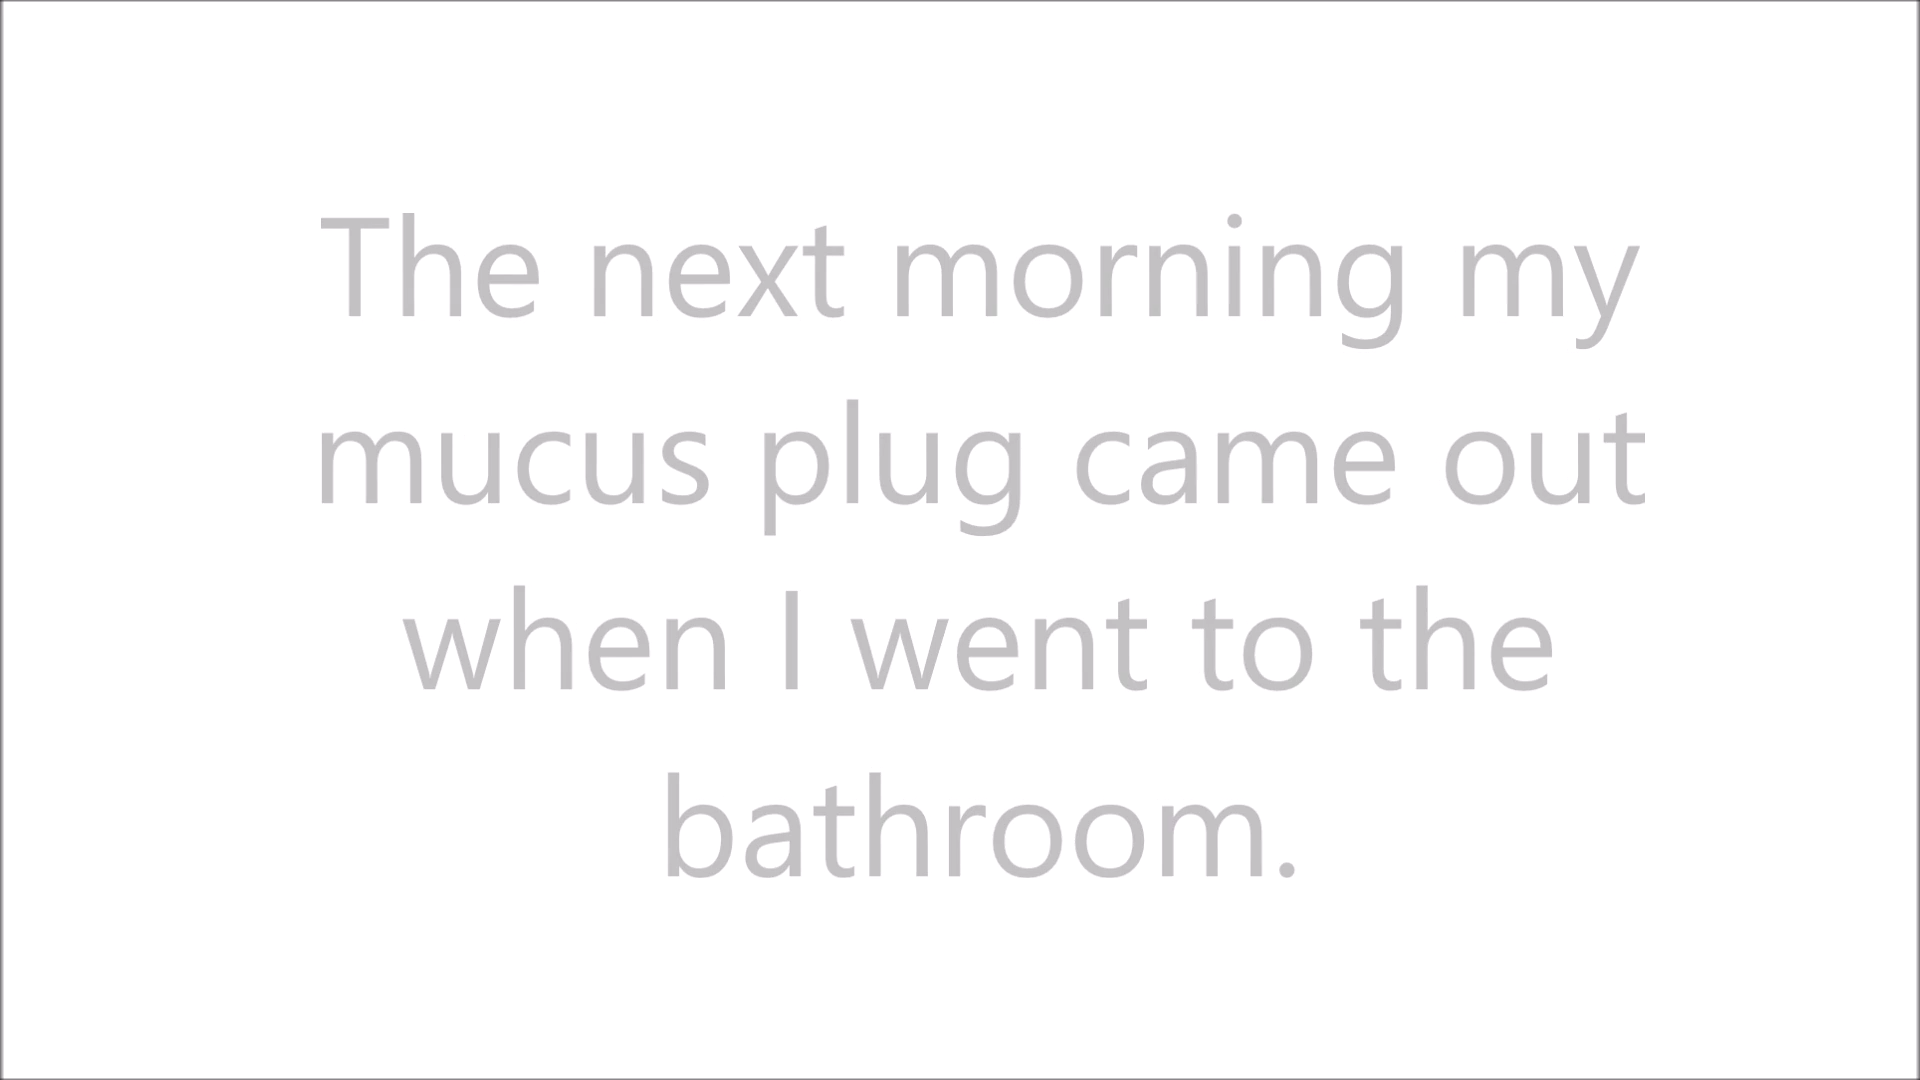 The next morning my
mucus plug came out
when I went to the
bathroom.